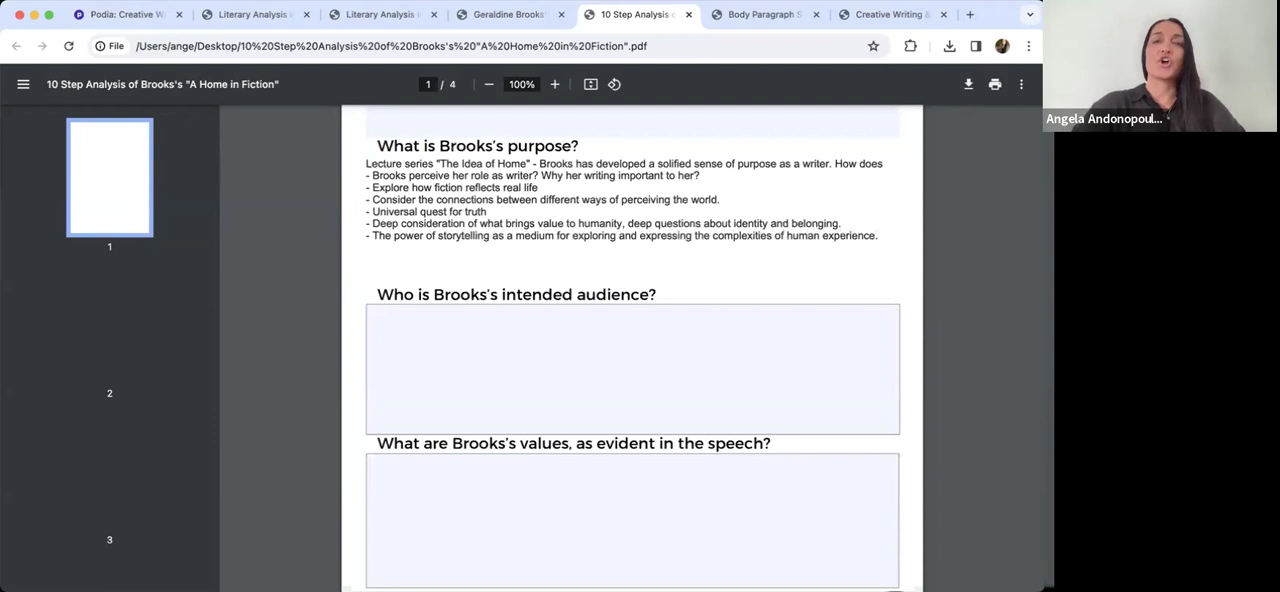 Podia: Creative W
Literary Analysis i
Literary Analysis i
Geraldine Brooks'
10 Step Analysis o
Body Paragraph S
Creative Writing &
File
/Users/ange/Desktop/10%20Step%20Analysis%20of%20Brooks's%20"A%20Home%20in%20Fiction".pdf
10 Step Analysis of Brooks's "A Home in Fiction"
1 / 4
100%
Angela Andonopoul...
1
2
3
What is Brooks's purpose?
Lecture series "The Idea of Home" - Brooks has developed a solified sense of purpose as a writer. How does
- Brooks perceive her role as writer? Why her writing important to her?
- Explore how fiction reflects real life
- Consider the connections between different ways of perceiving the world.
- Universal quest for truth
- Deep consideration of what brings value to humanity, deep questions about identity and belonging.
- The power of storytelling as a medium for exploring and expressing the complexities of human experience.
Who is Brooks's intended audience?
What are Brooks's values, as evident in the speech?